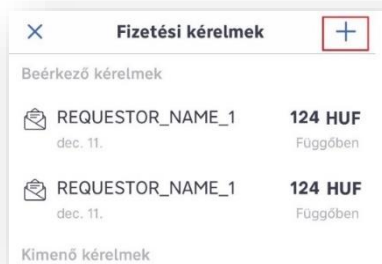 Fizetési kérelmek
Beérkező kérelmek
REQUESTOR_NAME_1 124 HUF
dec. 11. Függőben
REQUESTOR_NAME_1 124 HUF
dec. 11. Függőben
Kimenő kérelmek